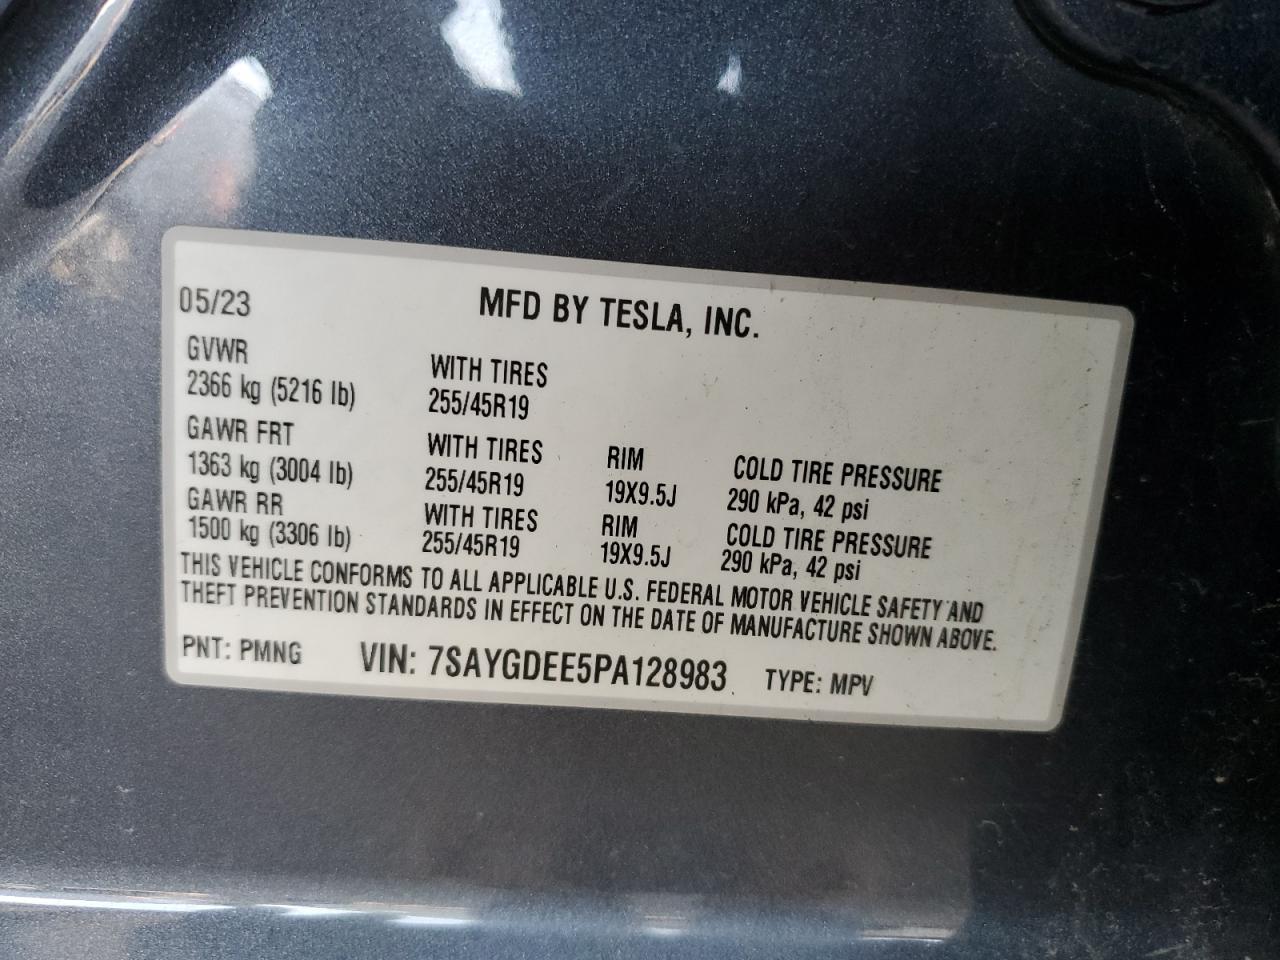 05/23 MFD BY TESLA, INC.
GVWR WITH TIRES
2366 kg (5216 lb) 255/45R19
GAWR FRT WITH TIRES RIM COLD TIRE PRESSURE
1363 kg (3004 lb) 255/45R19 19X9.5J 290 kPa, 42 psi
GAWR RR WITH TIRES RIM COLD TIRE PRESSURE
1500 kg (3306 lb) 255/45R19 19X9.5J 290 kPa, 42 psi
THIS VEHICLE CONFORMS TO ALL APPLICABLE U.S. FEDERAL MOTOR VEHICLE SAFETY AND
THEFT PREVENTION STANDARDS IN EFFECT ON THE DATE OF MANUFACTURE SHOWN ABOVE.
PNT: PMNG VIN: 7SAYGDEE5PA128983 TYPE: MPV